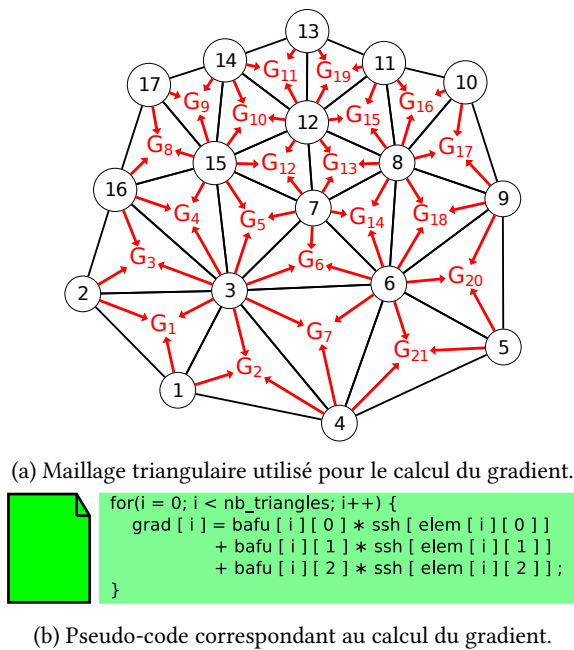 13
14
11
17
G₁₁
G₁₉
10
G₉
G₁₀
12
G₁₅
G₁₆
G₈
15
G₁₂
G₁₃
8
G₁₇
16
G₄
G₅
7
G₁₄
G₁₈
9
G₃
G₆
G₂₀
2
3
6
G₁
G₇
G₂₁
5
G₂
1
4
(a) Maillage triangulaire utilisé pour le calcul du gradient.
for(i = 0; i < nb_triangles; i++) {
grad [ i ] = bafu [ i ] [ 0 ] ∗ ssh [ elem [ i ] [ 0 ] ]
+ bafu [ i ] [ 1 ] ∗ ssh [ elem [ i ] [ 1 ] ]
+ bafu [ i ] [ 2 ] ∗ ssh [ elem [ i ] [ 2 ] ] ;
}
(b) Pseudo-code correspondant au calcul du gradient.